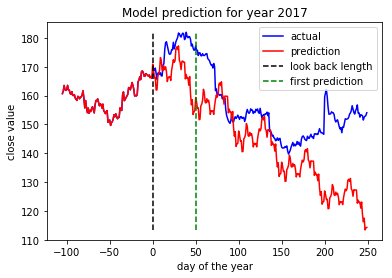 Model prediction for year 2017
actual
prediction
look back length
first prediction
close value
180
170
160
150
140
130
120
110
−100 −50 0 50 100 150 200 250
day of the year